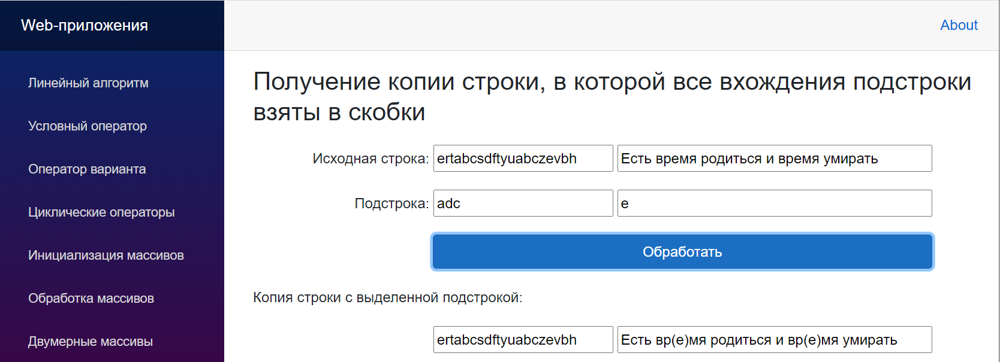 Web-приложения
About
Линейный алгоритм
Условный оператор
Оператор варианта
Циклические операторы
Инициализация массивов
Обработка массивов
Двумерные массивы
Получение копии строки, в которой все вхождения подстроки
взяты в скобки
Исходная строка: ertabcsdftyuabczevbh Есть время родиться и время умирать
Подстрока: adc е
Обработать
Копия строки с выделенной подстрокой:
ertabcsdftyuabczevbh Есть вр(е)мя родиться и вр(е)мя умирать